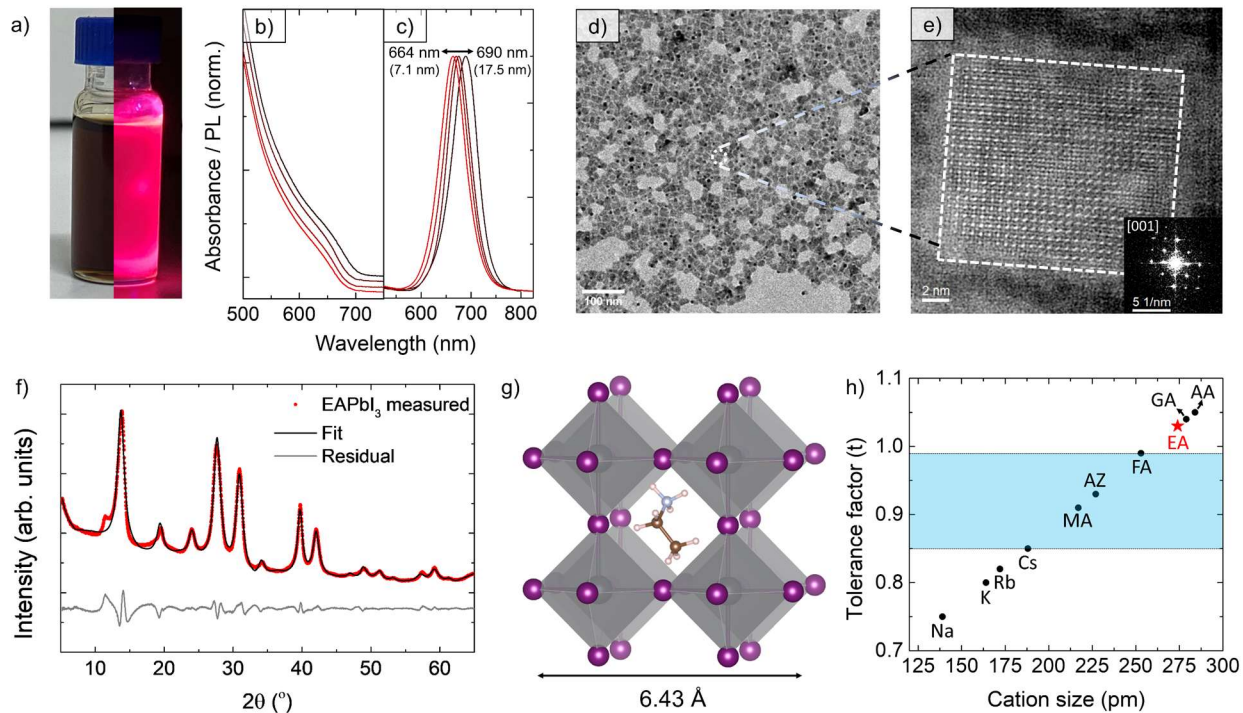 a)
b)
c)
664 nm
690 nm
(7.1 nm)
(17.5 nm)
Absorbance / PL (norm.)
500
600
700
600
700
800
Wavelength (nm)
d)
100 nm
e)
[001]
2 nm
5 1/nm
f)
EAPbI₃ measured
Fit
Residual
Intensity (arb. units)
10
20
30
40
50
60
2θ (°)
g)
6.43 Å
h)
1.1
1.0
0.9
0.8
0.7
Tolerance factor (t)
GA
AA
EA
FA
AZ
MA
Cs
Rb
K
Na
125
150
175
200
225
250
275
300
Cation size (pm)